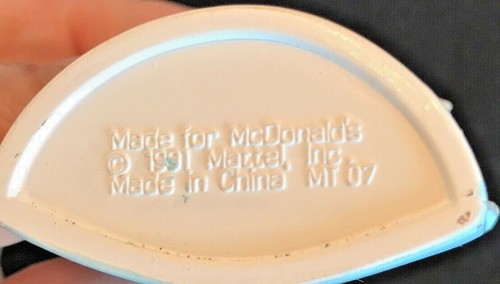 Made for McDonald's
© 1991 Mattel, Inc.
Made in China MT 07